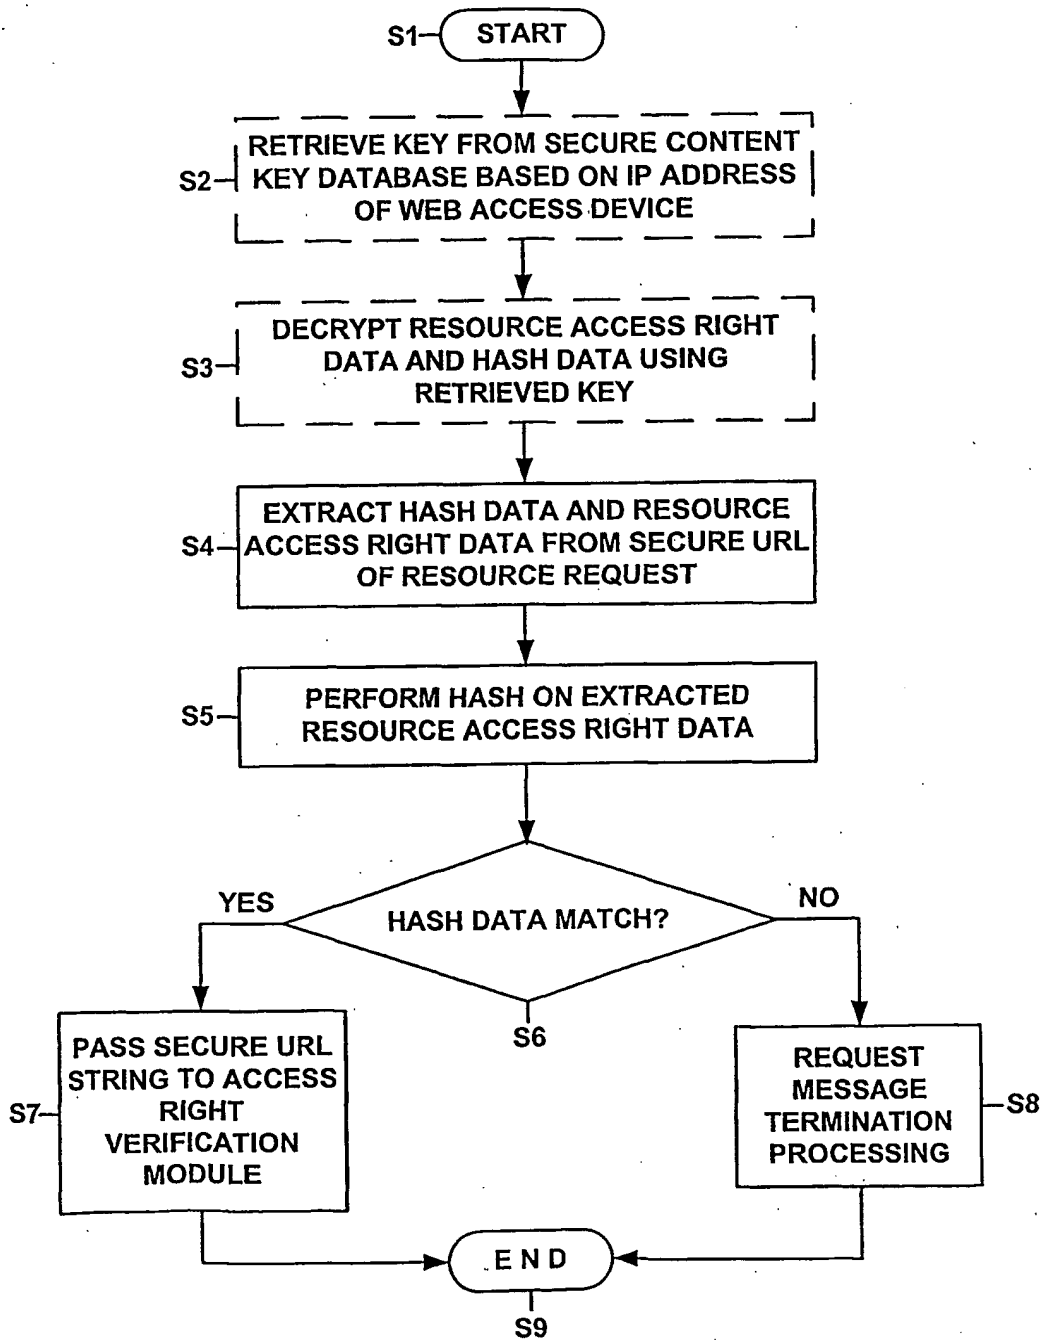 S1
START
RETRIEVE KEY FROM SECURE CONTENT
S2
KEY DATABASE BASED ON IP ADDRESS
OF WEB ACCESS DEVICE
DECRYPT RESOURCE ACCESS RIGHT
S3
DATA AND HASH DATA USING
RETRIEVED KEY
EXTRACT HASH DATA AND RESOURCE
S4
ACCESS RIGHT DATA FROM SECURE URL
OF RESOURCE REQUEST
S5
PERFORM HASH ON EXTRACTED
RESOURCE ACCESS RIGHT DATA
YES
HASH DATA MATCH?
NO
S6
PASS SECURE URL
STRING TO ACCESS
S7
RIGHT
VERIFICATION
MODULE
REQUEST
MESSAGE
TERMINATION
PROCESSING
S8
END
S9